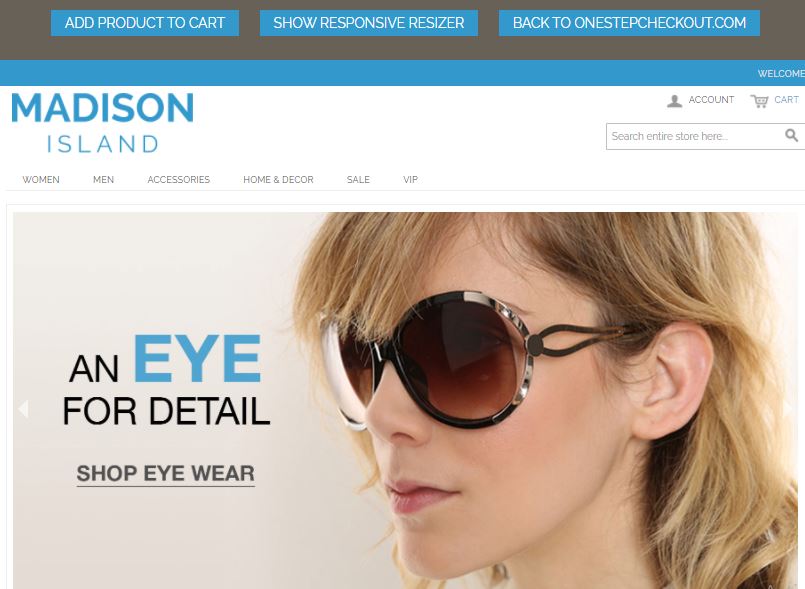 ADD PRODUCT TO CART
SHOW RESPONSIVE RESIZER
BACK TO ONESTEPCHECKOUT.COM
WELCOME
MADISON
ISLAND
ACCOUNT
CART
Search entire store here...
WOMEN
MEN
ACCESSORIES
HOME & DECOR
SALE
VIP
AN EYE
FOR DETAIL
SHOP EYE WEAR